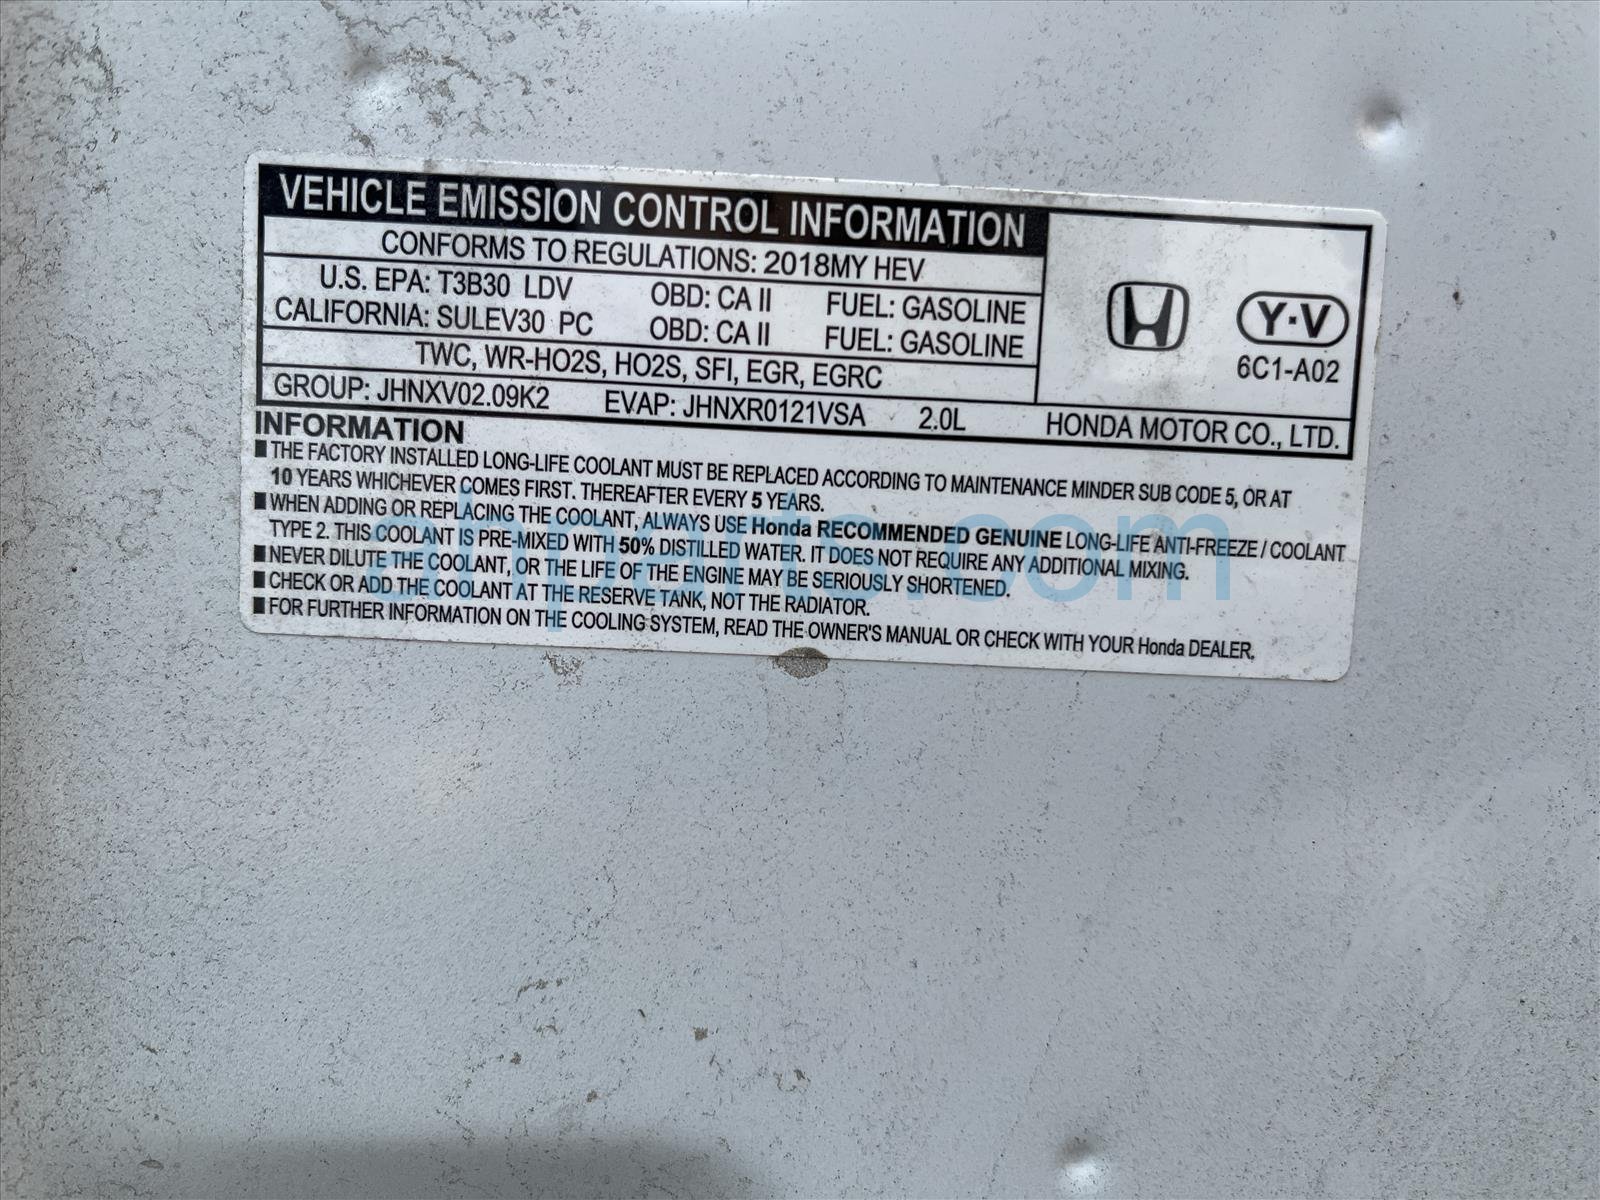 VEHICLE EMISSION CONTROL INFORMATION
CONFORMS TO REGULATIONS: 2018MY HEV
U.S. EPA: T3B30 LDV OBD: CA II FUEL: GASOLINE
CALIFORNIA: SULEV30 PC OBD: CA II FUEL: GASOLINE
TWC, WR-HO2S, HO2S, SFI, EGR, EGRC
Y·V
6C1-A02
GROUP: JHNXV02.09K2 EVAP: JHNXR0121VSA 2.0L HONDA MOTOR CO., LTD.
INFORMATION
■ THE FACTORY INSTALLED LONG-LIFE COOLANT MUST BE REPLACED ACCORDING TO MAINTENANCE MINDER SUB CODE 5, OR AT
10 YEARS WHICHEVER COMES FIRST. THEREAFTER EVERY 5 YEARS.
■ WHEN ADDING OR REPLACING THE COOLANT, ALWAYS USE Honda RECOMMENDED GENUINE LONG-LIFE ANTI-FREEZE / COOLANT
TYPE 2. THIS COOLANT IS PRE-MIXED WITH 50% DISTILLED WATER. IT DOES NOT REQUIRE ANY ADDITIONAL MIXING.
■ NEVER DILUTE THE COOLANT, OR THE LIFE OF THE ENGINE MAY BE SERIOUSLY SHORTENED.
■ CHECK OR ADD THE COOLANT AT THE RESERVE TANK, NOT THE RADIATOR.
■ FOR FURTHER INFORMATION ON THE COOLING SYSTEM, READ THE OWNER'S MANUAL OR CHECK WITH YOUR Honda DEALER.
ahparts.com